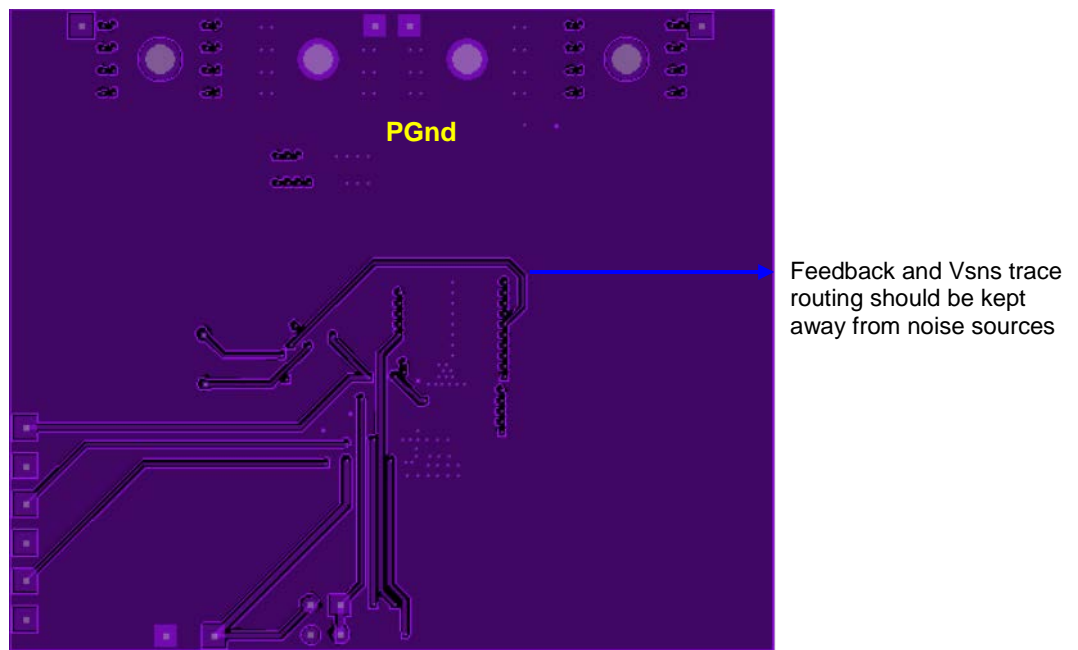 PGnd
Feedback and Vsns trace
routing should be kept
away from noise sources